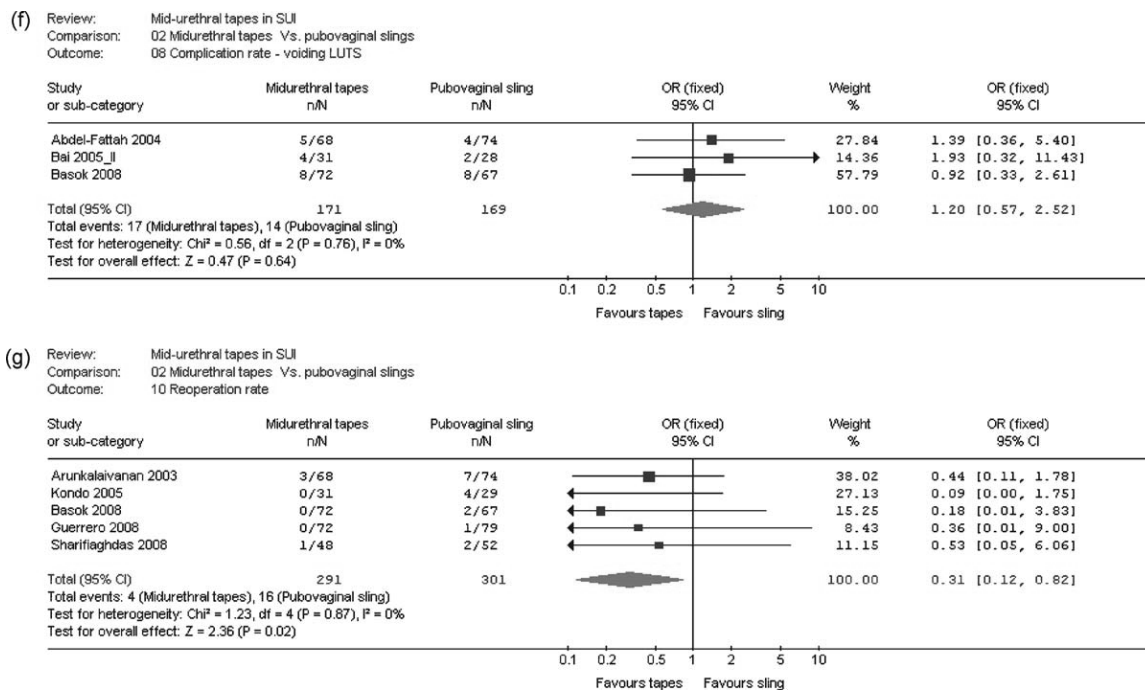 (f) Review: Mid-urethral tapes in SUI
Comparison: 02 Midurethral tapes Vs. pubovaginal slings
Outcome: 08 Complication rate - voiding LUTS
Study Midurethral tapes Pubovaginal sling OR (fixed) Weight OR (fixed)
or sub-category n/N n/N 95% CI % 95% CI
Abdel-Fattah 2004 5/68 4/74 27.84 1.39 [0.36, 5.40]
Bai 2005_II 4/31 2/28 14.36 1.93 [0.32, 11.43]
Basok 2008 8/72 8/67 57.79 0.92 [0.33, 2.61]
Total (95% CI) 171 169 100.00 1.20 [0.57, 2.52]
Total events: 17 (Midurethral tapes), 14 (Pubovaginal sling)
Test for heterogeneity: Chi² = 0.56, df = 2 (P = 0.76), I² = 0%
Test for overall effect: Z = 0.47 (P = 0.64)
0.1 0.2 0.5 1 2 5 10
Favours tapes Favours sling
(g) Review: Mid-urethral tapes in SUI
Comparison: 02 Midurethral tapes Vs. pubovaginal slings
Outcome: 10 Reoperation rate
Study Midurethral tapes Pubovaginal sling OR (fixed) Weight OR (fixed)
or sub-category n/N n/N 95% CI % 95% CI
Arunkalaivanan 2003 3/68 7/74 38.02 0.44 [0.11, 1.78]
Kondo 2005 0/31 4/29 27.13 0.09 [0.00, 1.75]
Basok 2008 0/72 2/67 15.25 0.18 [0.01, 3.83]
Guerrero 2008 0/72 1/79 8.43 0.36 [0.01, 9.00]
Sharifiaghdas 2008 1/48 2/52 11.15 0.53 [0.05, 6.06]
Total (95% CI) 291 301 100.00 0.31 [0.12, 0.82]
Total events: 4 (Midurethral tapes), 16 (Pubovaginal sling)
Test for heterogeneity: Chi² = 1.23, df = 4 (P = 0.87), I² = 0%
Test for overall effect: Z = 2.36 (P = 0.02)
0.1 0.2 0.5 1 2 5 10
Favours tapes Favours sling